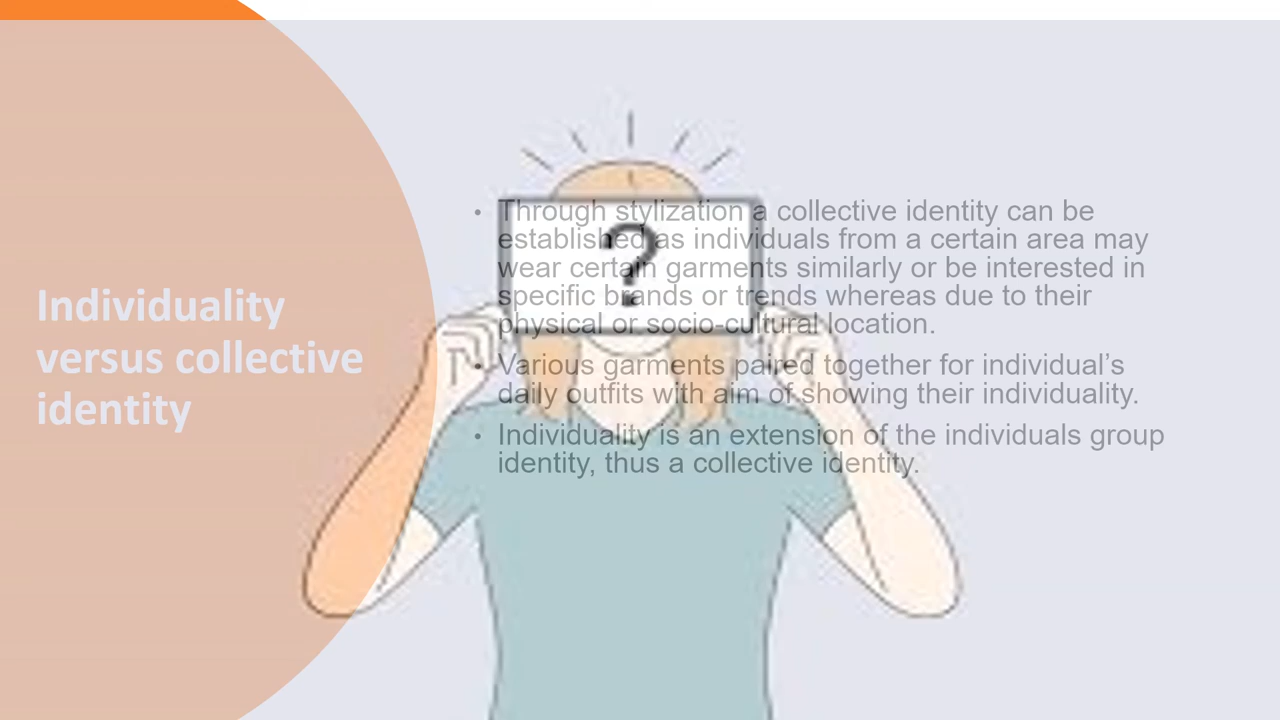 Individuality
versus collective
identity
• Through stylization a collective identity can be
established as individuals from a certain area may
wear certain garments similarly or be interested in
specific brands or trends whereas due to their
physical or socio-cultural location.
• Various garments paired together for individual’s
daily outfits with aim of showing their individuality.
• Individuality is an extension of the individuals group
identity, thus a collective identity.
?